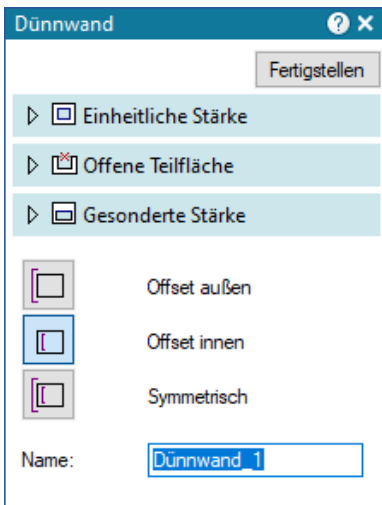 Dünnwand
Fertigstellen
Einheitliche Stärke
Offene Teilfläche
Gesonderte Stärke
Offset außen
Offset innen
Symmetrisch
Name: Dünnwand_1